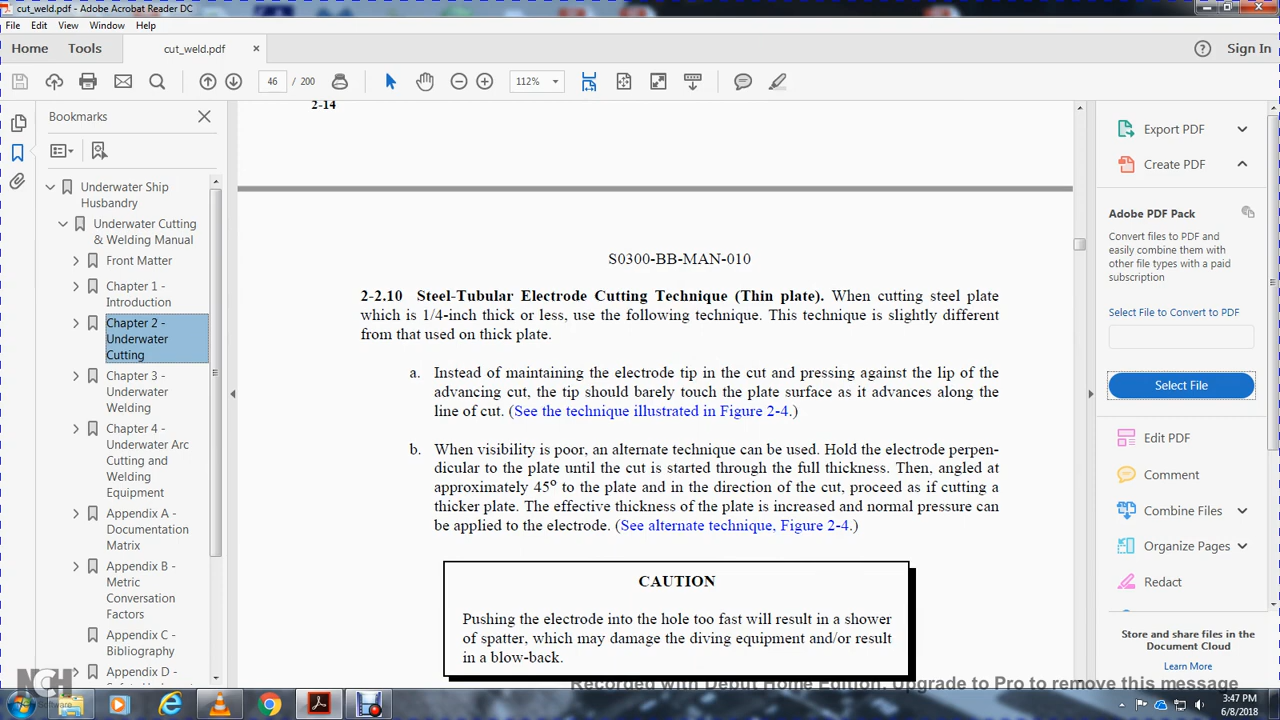 cut_weld.pdf - Adobe Acrobat Reader DC
File Edit View Window Help
Home Tools cut_weld.pdf × Sign In
46 / 200 112%
Bookmarks
Underwater Ship
Husbandry
Underwater Cutting
& Welding Manual
Front Matter
Chapter 1 -
Introduction
Chapter 2 -
Underwater
Cutting
Chapter 3 -
Underwater
Welding
Chapter 4 -
Underwater Arc
Cutting and
Welding
Equipment
Appendix A -
Documentation
Matrix
Appendix B -
Metric
Conversation
Factors
Appendix C -
Bibliography
Appendix D -
2-14
S0300-BB-MAN-010
2-2.10 Steel-Tubular Electrode Cutting Technique (Thin plate). When cutting steel plate
which is 1/4-inch thick or less, use the following technique. This technique is slightly different
from that used on thick plate.
a. Instead of maintaining the electrode tip in the cut and pressing against the lip of the
advancing cut, the tip should barely touch the plate surface as it advances along the
line of cut. (See the technique illustrated in Figure 2-4.)
b. When visibility is poor, an alternate technique can be used. Hold the electrode perpen-
dicular to the plate until the cut is started through the full thickness. Then, angled at
approximately 45° to the plate and in the direction of the cut, proceed as if cutting a
thicker plate. The effective thickness of the plate is increased and normal pressure can
be applied to the electrode. (See alternate technique, Figure 2-4.)
CAUTION
Pushing the electrode into the hole too fast will result in a shower
of spatter, which may damage the diving equipment and/or result
in a blow-back.
Export PDF
Create PDF
Adobe PDF Pack
Convert files to PDF and
easily combine them with
other file types with a paid
subscription
Select File to Convert to PDF
Select File
Edit PDF
Comment
Combine Files
Organize Pages
Redact
Store and share files in the
Document Cloud
Learn More
NCH
Software
Recorded with Debut Home Edition. Upgrade to Pro to remove this message
3:47 PM
6/8/2018